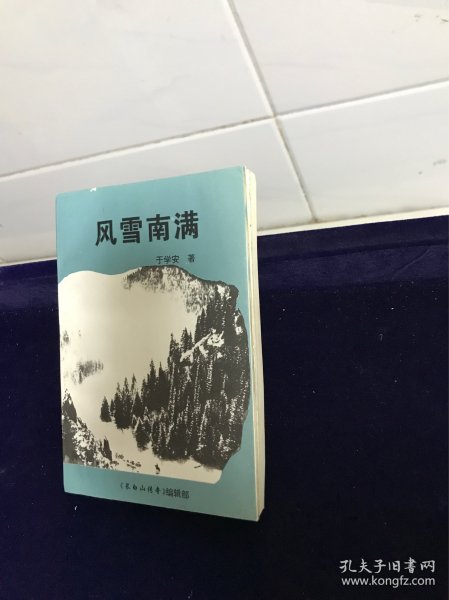 风雪南满
于学安 著
《长白山传奇》编辑部
孔夫子旧书网
www.kongfz.com